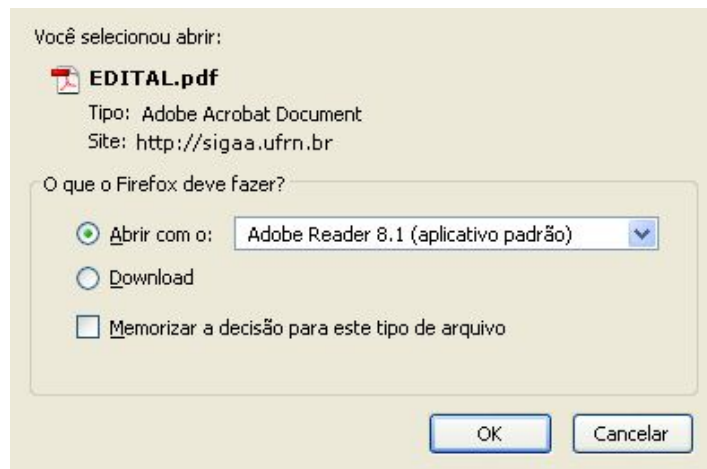 Você selecionou abrir:
EDITAL.pdf
Tipo: Adobe Acrobat Document
Site: http://sigaa.ufrn.br
O que o Firefox deve fazer?
Abrir com o: Adobe Reader 8.1 (aplicativo padrão)
Download
Memorizar a decisão para este tipo de arquivo
OK Cancelar